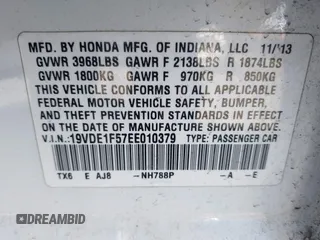 MFD. BY HONDA MFG. OF INDIANA, LLC 11/13
GVWR 3968LBS GAWR F 2138LBS R 1874LBS
GVWR 1800KG GAWR F 970KG R 850KG
THIS VEHICLE CONFORMS TO ALL APPLICABLE
FEDERAL MOTOR VEHICLE SAFETY, BUMPER,
AND THEFT PREVENTION STANDARDS IN EFFECT
ON THE DATE OF MANUFACTURE SHOWN ABOVE.
V.I.N.: 19VDE1F57EE010379 TYPE: PASSENGER CAR
TX6 E AJ8 -NH788P -A -E
DREAMBID